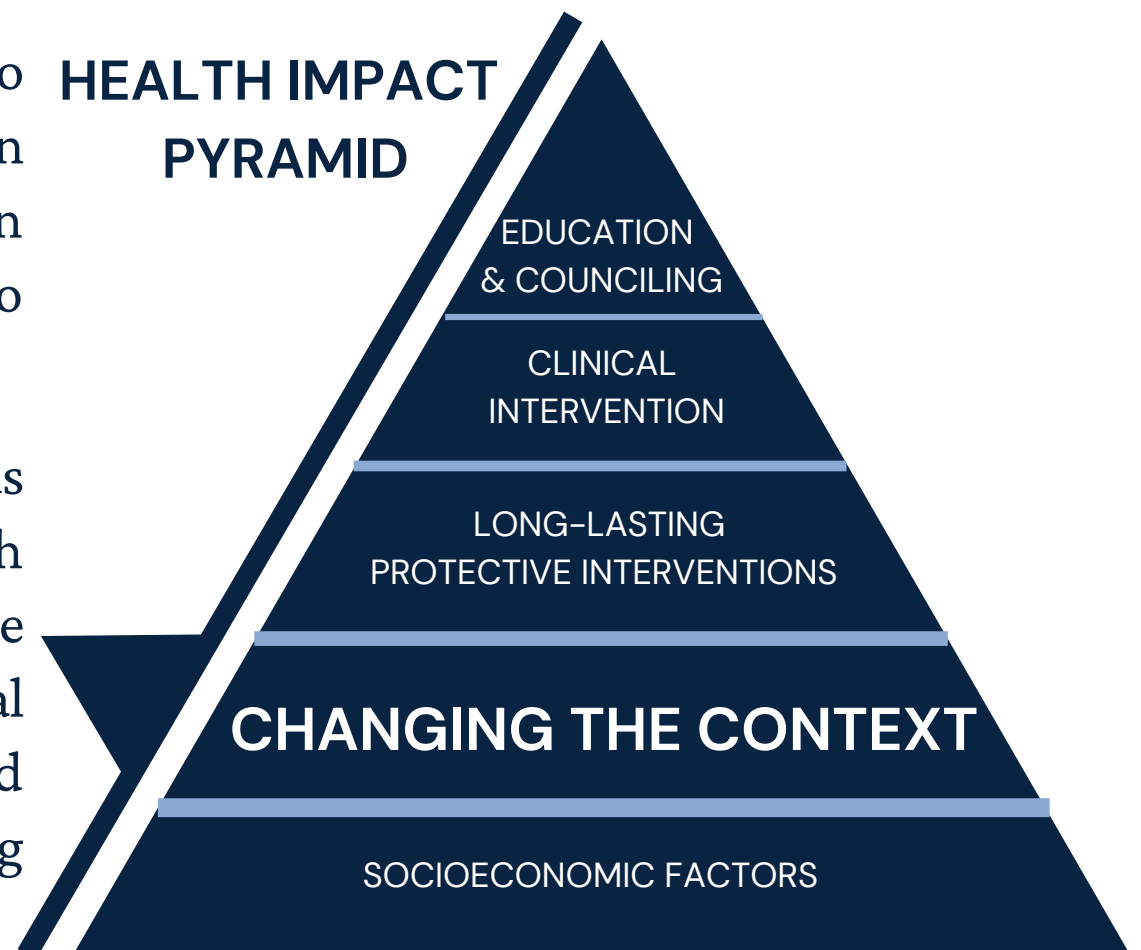 HEALTH IMPACT
PYRAMID
EDUCATION
& COUNCILING
CLINICAL
INTERVENTION
LONG-LASTING
PROTECTIVE INTERVENTIONS
CHANGING THE CONTEXT
SOCIOECONOMIC FACTORS